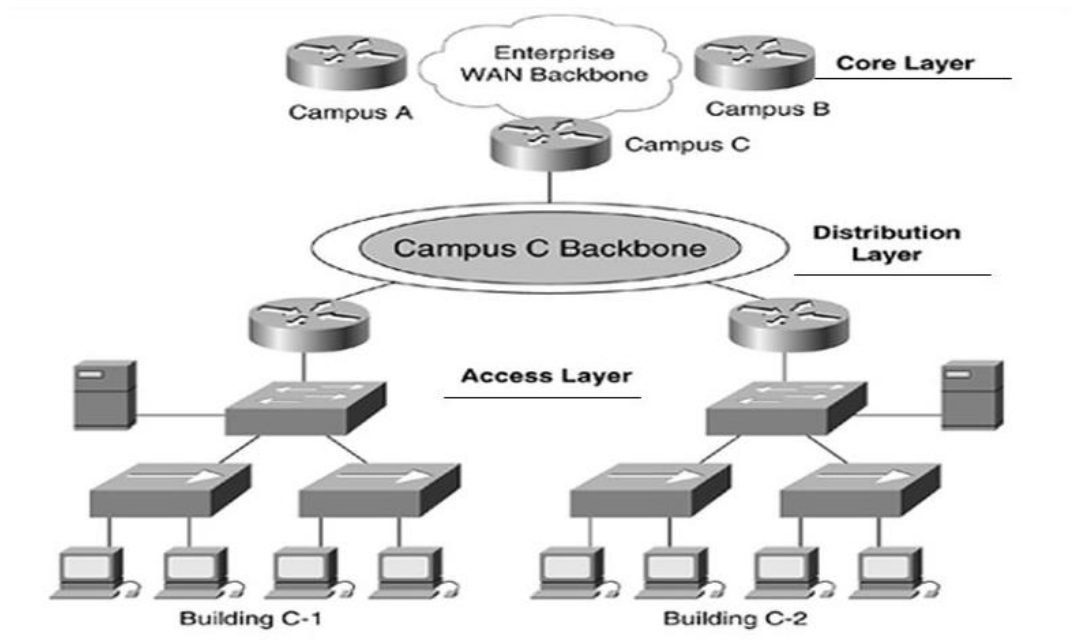 Enterprise
WAN Backbone
Core Layer
Campus A
Campus B
Campus C
Campus C Backbone
Distribution
Layer
Access Layer
Building C-1
Building C-2